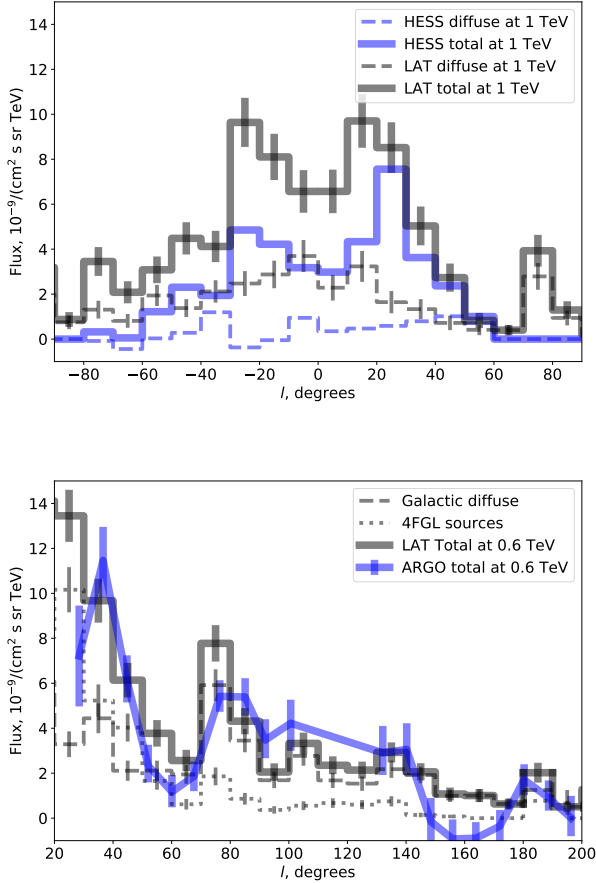 14
12
10
8
6
4
2
0
Flux, 10⁻⁹/(cm² s sr TeV)
HESS diffuse at 1 TeV
HESS total at 1 TeV
LAT diffuse at 1 TeV
LAT total at 1 TeV
−80 −60 −40 −20 0 20 40 60 80
l, degrees
14
12
10
8
6
4
2
0
Flux, 10⁻⁹/(cm² s sr TeV)
Galactic diffuse
4FGL sources
LAT Total at 0.6 TeV
ARGO total at 0.6 TeV
20 40 60 80 100 120 140 160 180 200
l, degrees